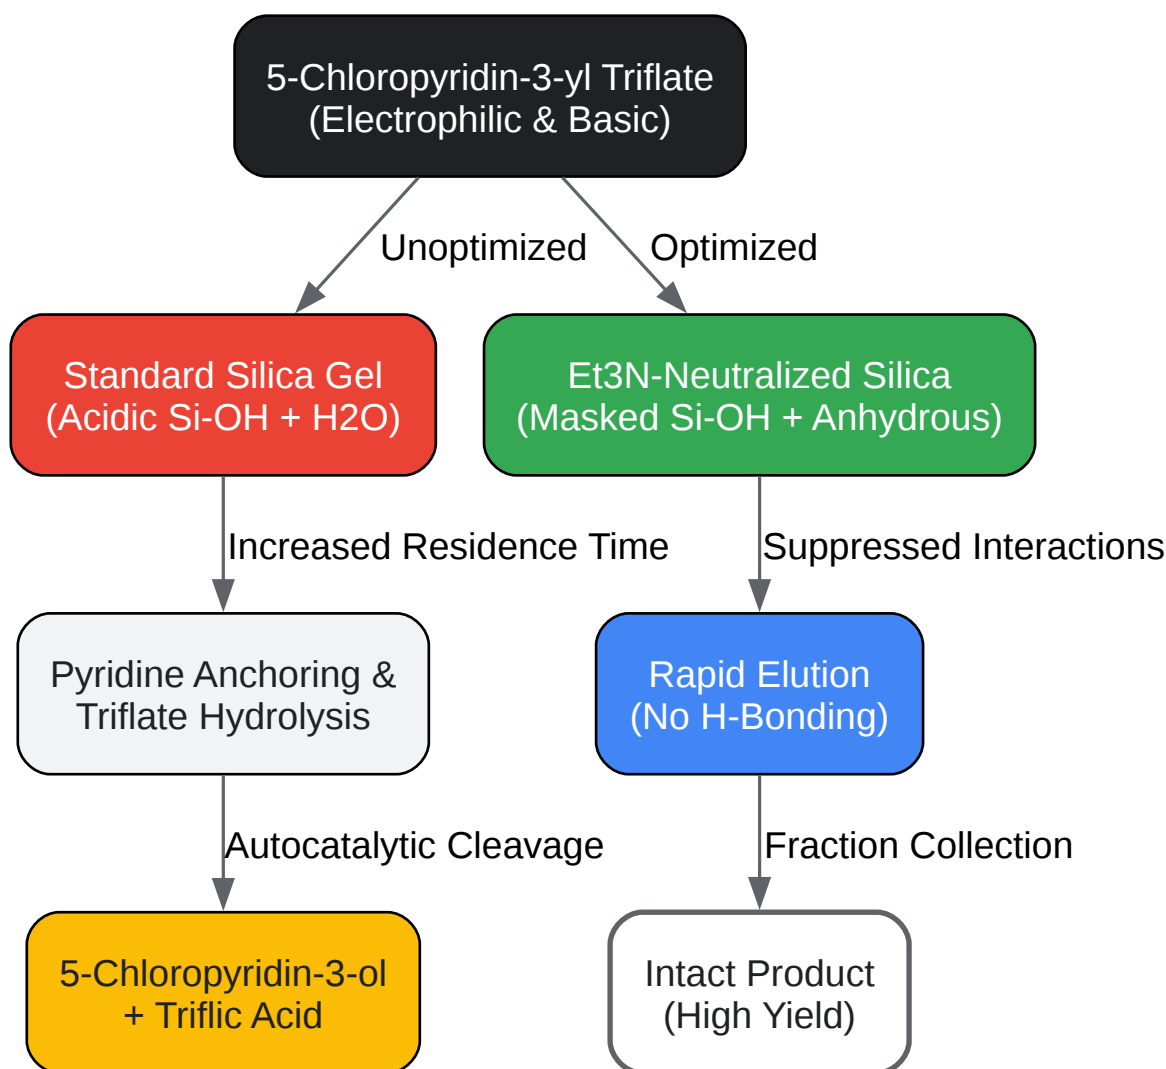 5-Chloropyridin-3-yl Triflate
(Electrophilic & Basic)
Unoptimized
Optimized
Standard Silica Gel
(Acidic Si-OH + H2O)
Et3N-Neutralized Silica
(Masked Si-OH + Anhydrous)
Increased Residence Time
Suppressed Interactions
Pyridine Anchoring &
Triflate Hydrolysis
Rapid Elution
(No H-Bonding)
Autocatalytic Cleavage
Fraction Collection
5-Chloropyridin-3-ol
+ Triflic Acid
Intact Product
(High Yield)